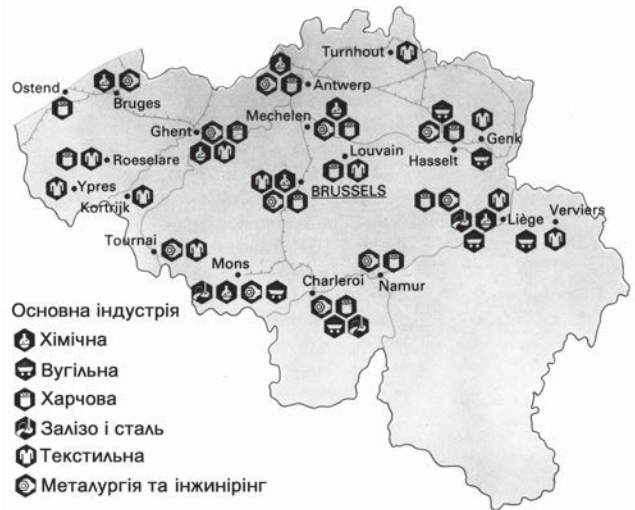 Turnhout
Ostend
Antwerp
Bruges
Mechelen
Ghent
Genk
Louvain
Hasselt
Roeselare
BRUSSELS
Ypres
Kortrijk
Liège
Verviers
Tournai
Mons
Charleroi
Namur
Основна індустрія
Хімічна
Вугільна
Харчова
Залізо і сталь
Текстильна
Металургія та інжинірінг